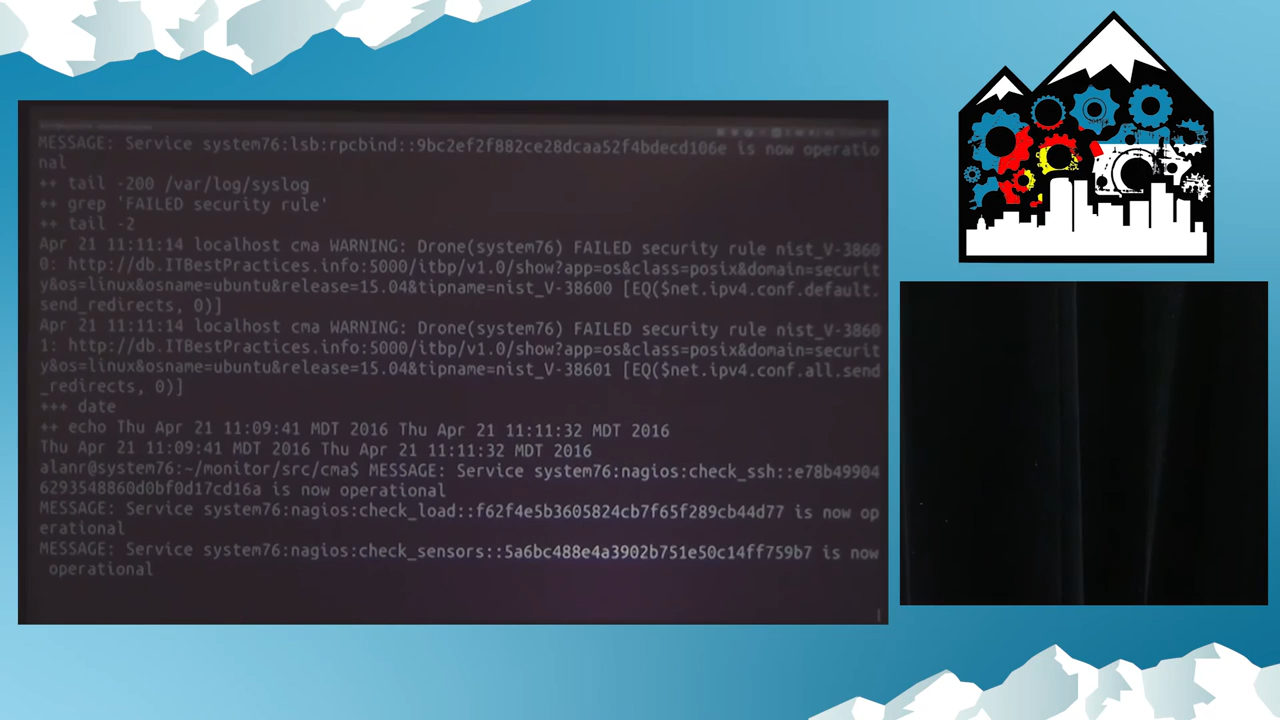 MESSAGE: Service system76:lsb:rpcbind::9bc2ef2f882ce28dcaa52f4bdecd106e is now operatio
nal
++ tail -200 /var/log/syslog
++ grep 'FAILED security rule'
++ tail -2
Apr 21 11:11:14 localhost cma WARNING: Drone(system76) FAILED security rule nist_V-3860
0: http://db.ITBestPractices.info:5000/itbp/v1.0/show?app=os&class=posix&domain=securit
y&os=linux&osname=ubuntu&release=15.04&tipname=nist_V-38600 [EQ($net.ipv4.conf.default.
send_redirects, 0)]
Apr 21 11:11:14 localhost cma WARNING: Drone(system76) FAILED security rule nist_V-3860
1: http://db.ITBestPractices.info:5000/itbp/v1.0/show?app=os&class=posix&domain=securit
y&os=linux&osname=ubuntu&release=15.04&tipname=nist_V-38601 [EQ($net.ipv4.conf.all.send
_redirects, 0)]
+++ date
++ echo Thu Apr 21 11:09:41 MDT 2016 Thu Apr 21 11:11:32 MDT 2016
Thu Apr 21 11:09:41 MDT 2016 Thu Apr 21 11:11:32 MDT 2016
alanr@system76:~/monitor/src/cma$ MESSAGE: Service system76:nagios:check_ssh::e78b49904
6293548860d0bf0d17cd16a is now operational
MESSAGE: Service system76:nagios:check_load::f62f4e5b3605824cb7f65f289cb44d77 is now op
erational
MESSAGE: Service system76:nagios:check_sensors::5a6bc488e4a3902b751e50c14ff759b7 is now
operational